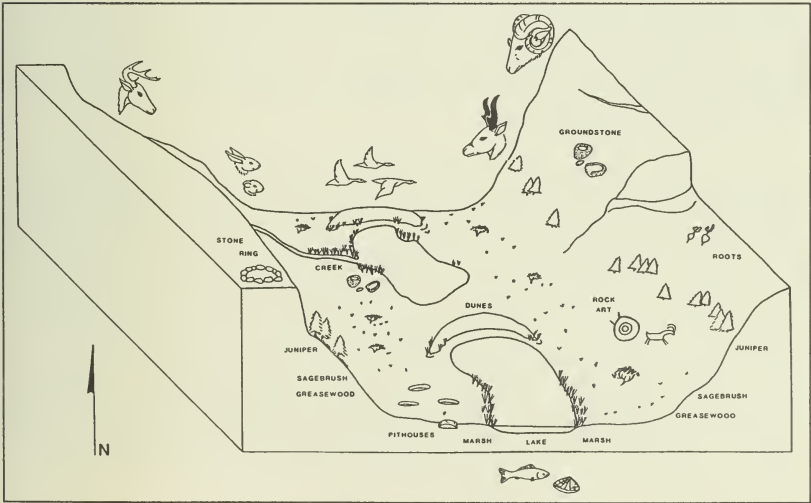 GROUNDSTONE
STONE
RING
ROOTS
CREEK
DUNES
ROCK
ART
JUNIPER
JUNIPER
SAGEBRUSH
GREASEWOOD
SAGEBRUSH
GREASEWOOD
PITHOUSES
MARSH
LAKE
MARSH
N